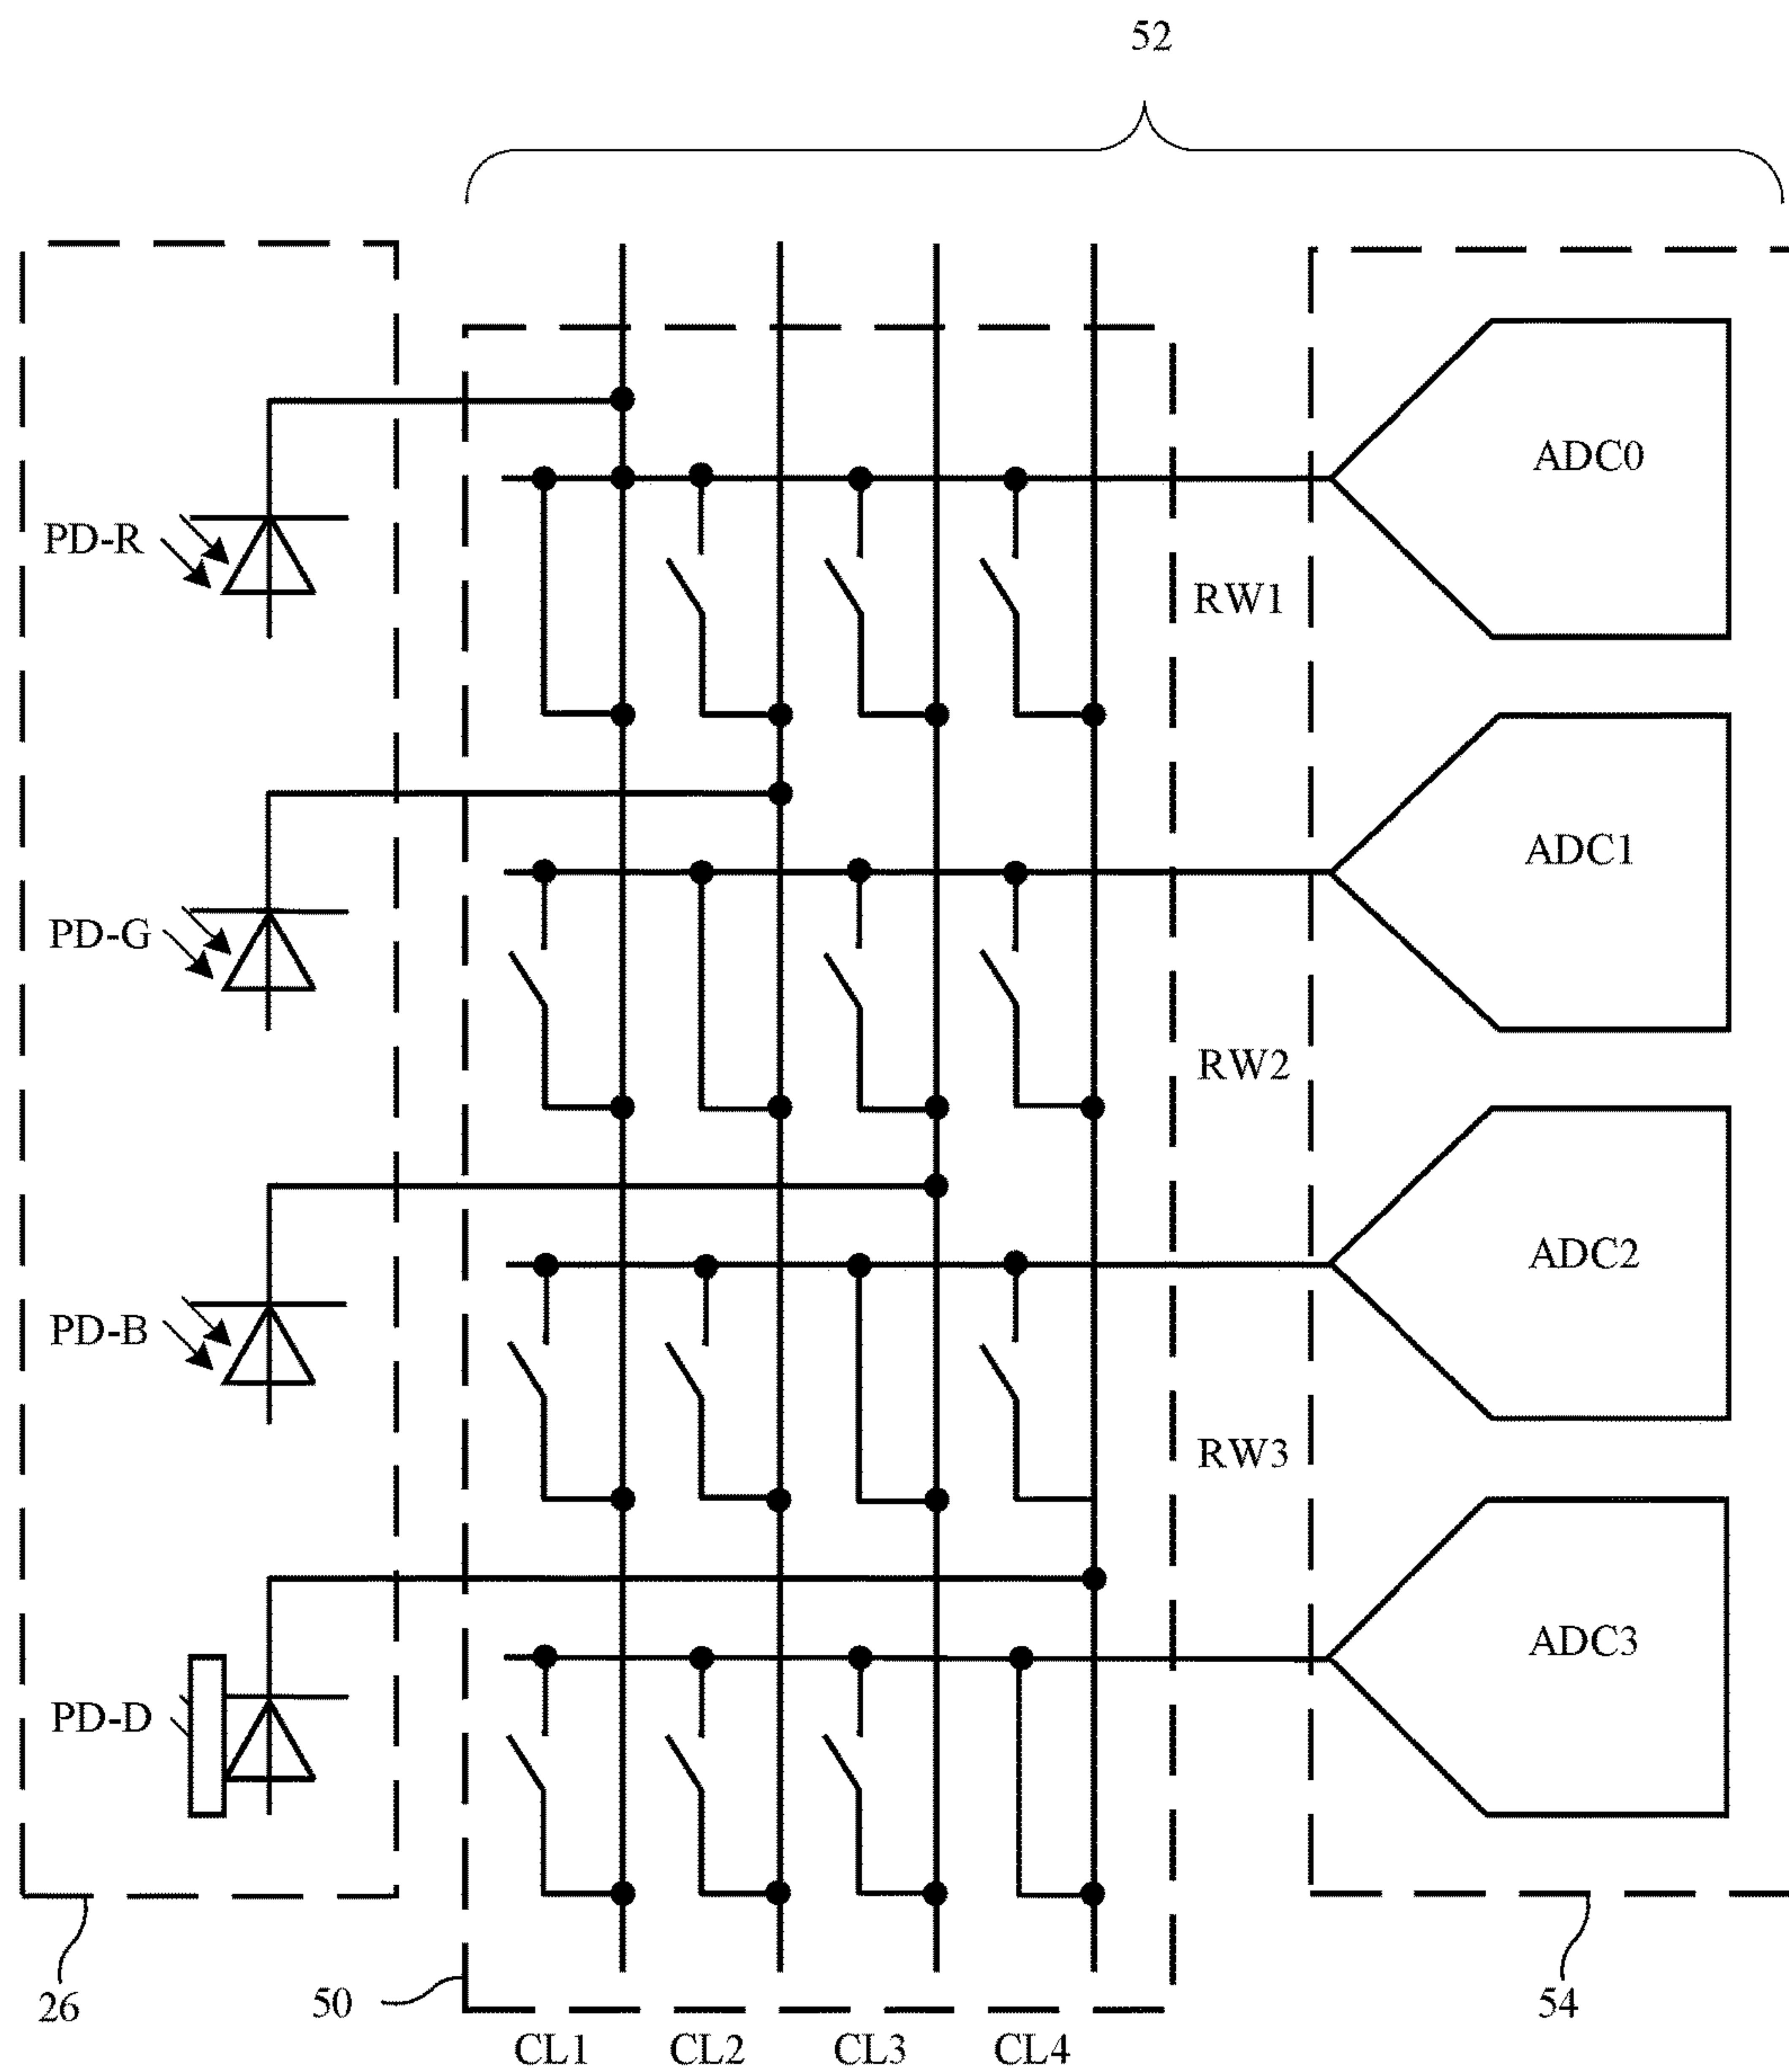 52
ADC0
PD-R
RW1
ADC1
PD-G
RW2
ADC2
PD-B
RW3
ADC3
PD-D
26
50
54
CL1
CL2
CL3
CL4